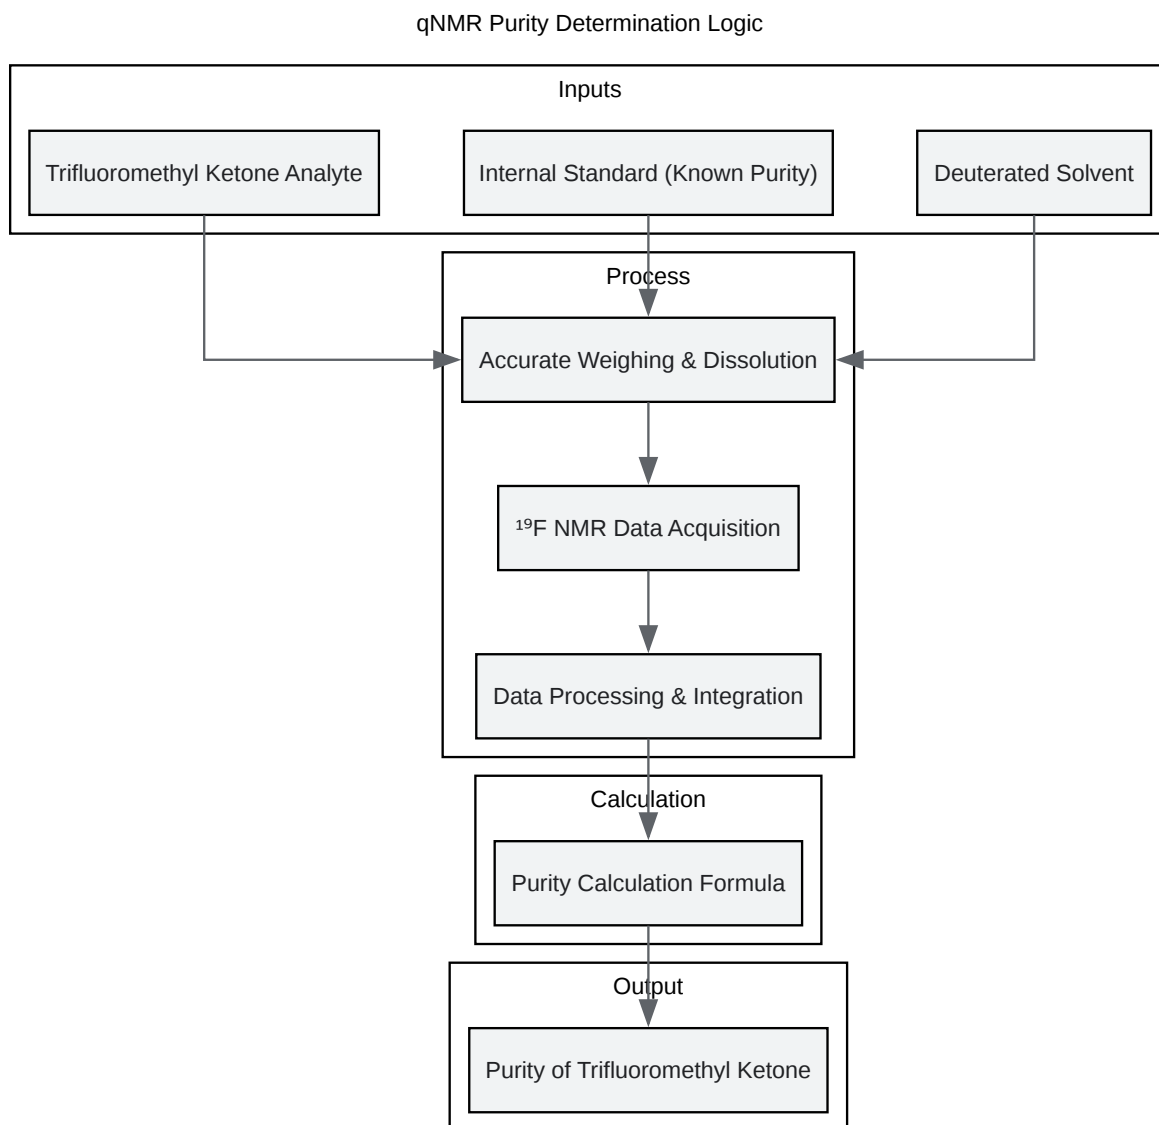 qNMR Purity Determination Logic
Inputs
Trifluoromethyl Ketone Analyte
Internal Standard (Known Purity)
Deuterated Solvent
Process
Accurate Weighing & Dissolution
¹⁹F NMR Data Acquisition
Data Processing & Integration
Calculation
Purity Calculation Formula
Output
Purity of Trifluoromethyl Ketone